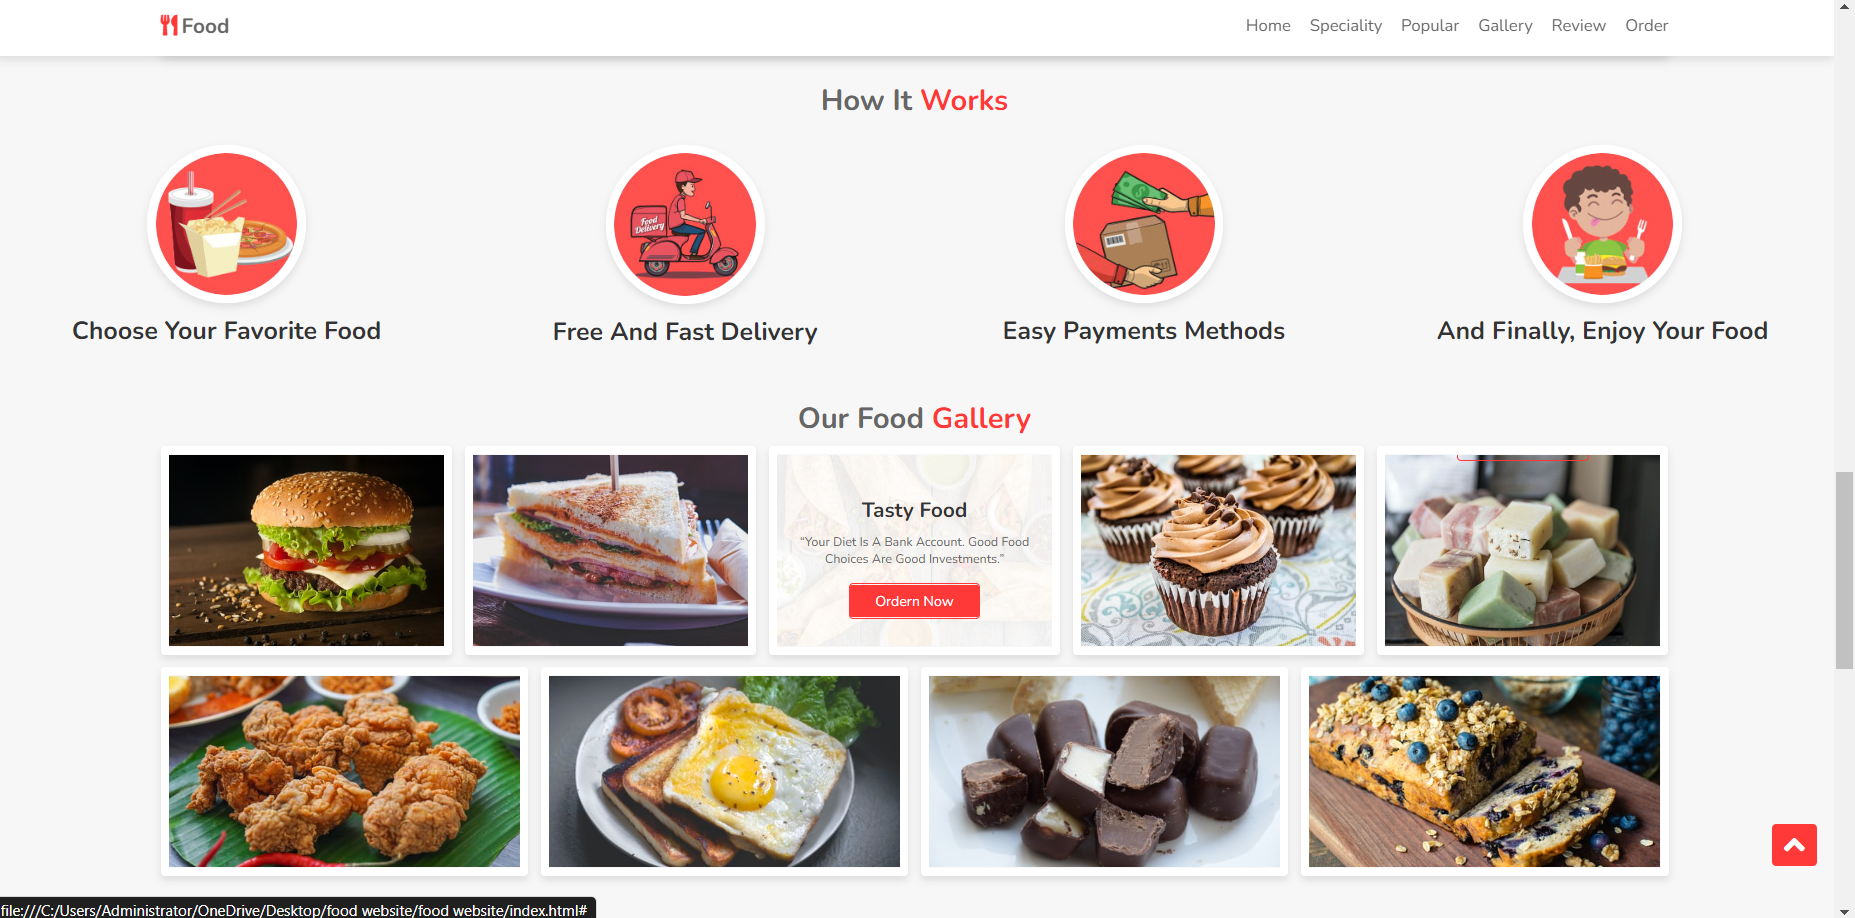 Food
Home Speciality Popular Gallery Review Order
How It Works
Food
Delivery
Choose Your Favorite Food
Free And Fast Delivery
Easy Payments Methods
And Finally, Enjoy Your Food
Our Food Gallery
Tasty Food
“Your Diet Is A Bank Account. Good Food
Choices Are Good Investments.”
Ordern Now
file:///C:/Users/Administrator/OneDrive/Desktop/food website/food website/index.html#